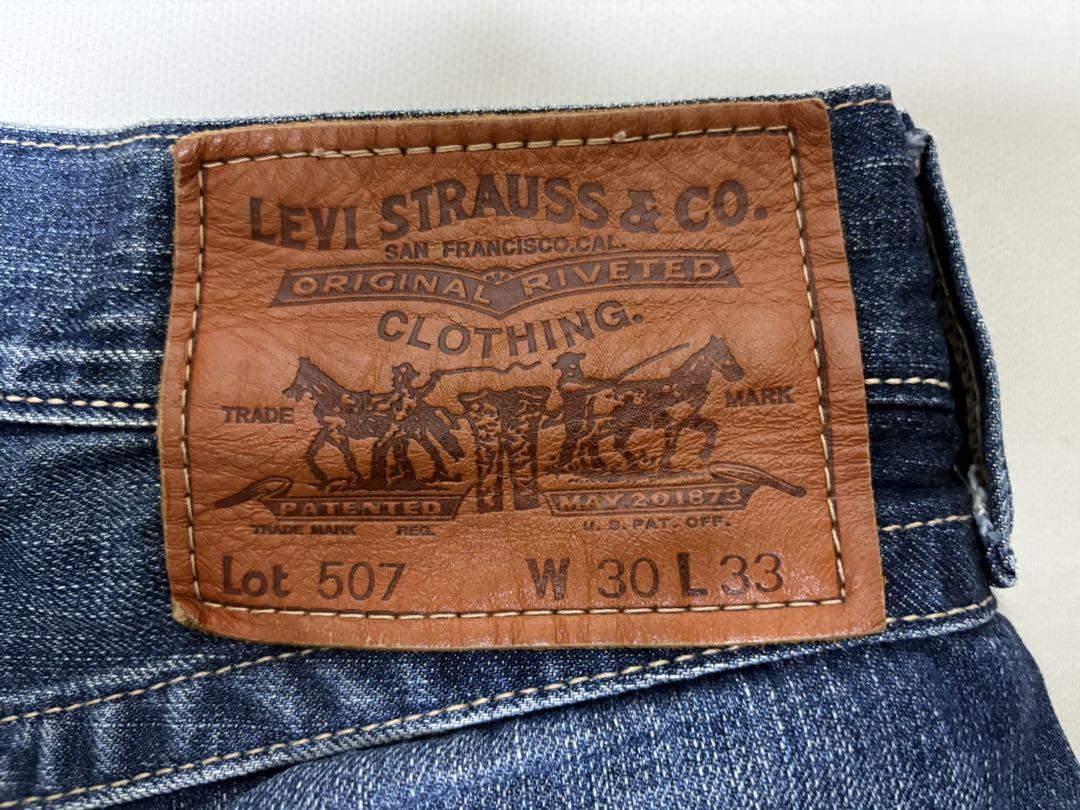 LEVI STRAUSS & CO.
SAN FRANCISCO, CAL.
ORIGINAL RIVETED
CLOTHING.
TRADE MARK
PATENTED MAY 20 1873
TRADE MARK REG. U.S. PAT. OFF.
Lot 507 W 30 L 33